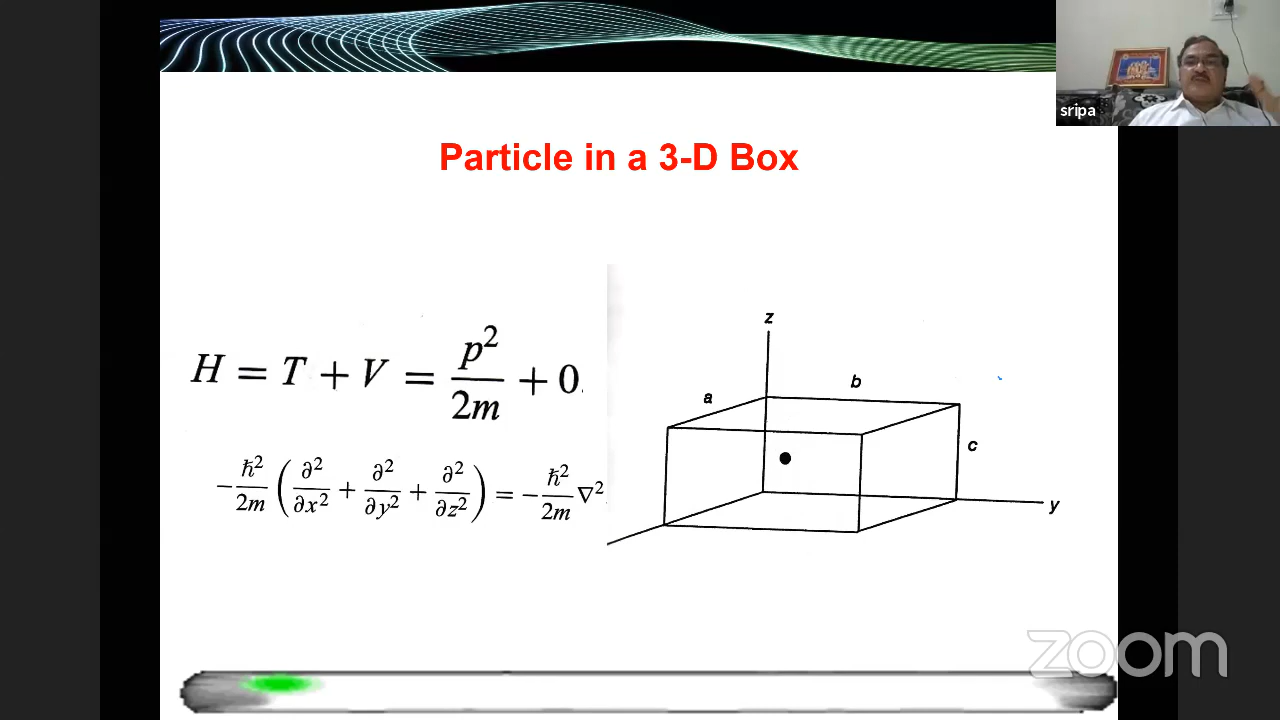 sripa
Particle in a 3-D Box
H = T + V = p²/2m + 0
−ħ²/2m (∂²/∂x² + ∂²/∂y² + ∂²/∂z²) = −ħ²/2m ∇²
z
a
b
c
y
zoom